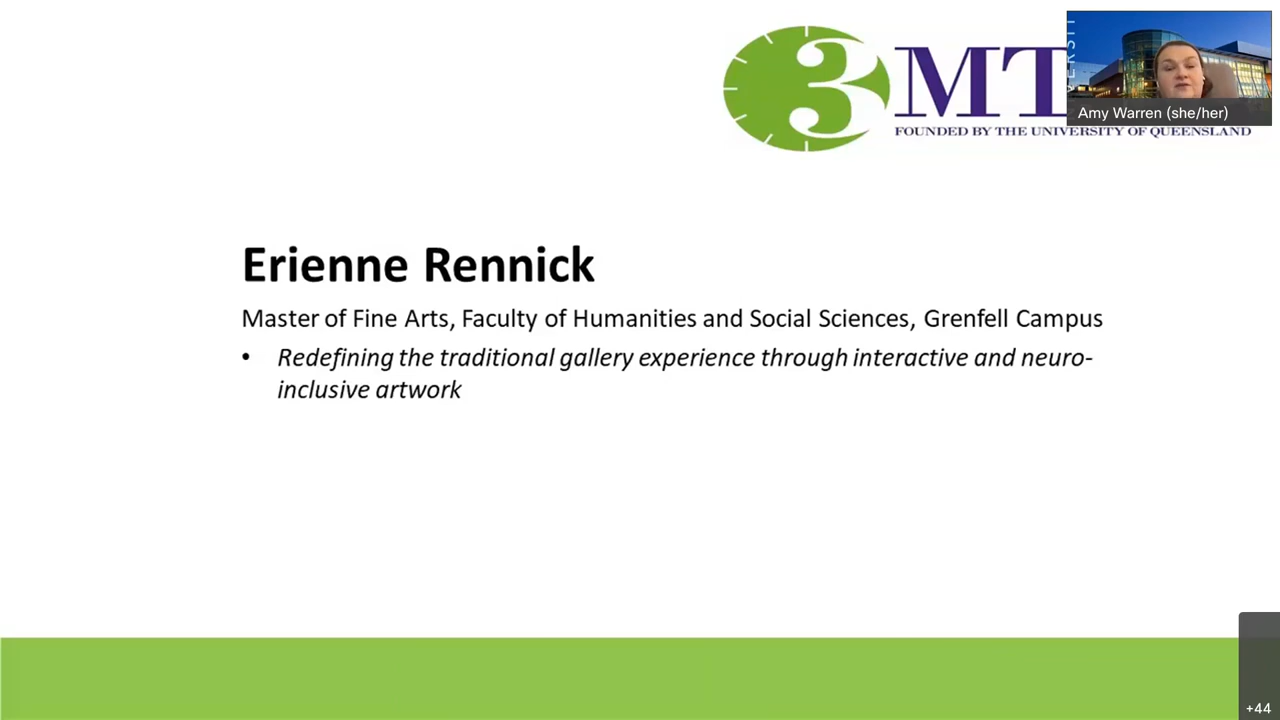 3MT
FOUNDED BY THE UNIVERSITY OF QUEENSLAND
Amy Warren (she/her)
Erienne Rennick
Master of Fine Arts, Faculty of Humanities and Social Sciences, Grenfell Campus
• Redefining the traditional gallery experience through interactive and neuro-
inclusive artwork
+44